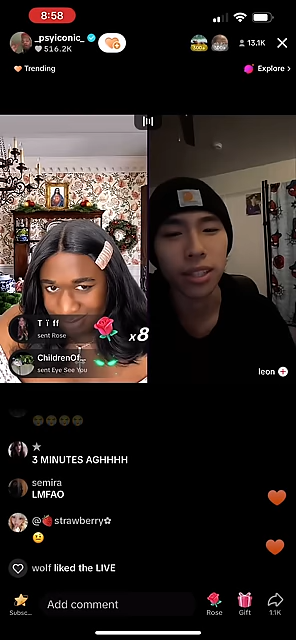 8:58
_psyiconic_
516.2K
300+
13.1K
Trending
Explore >
T ï ff
sent Rose
x8
ChildrenOf...
sent Eye See You
leon
3 MINUTES AGHHHH
semira
LMFAO
@🍓strawberry✿
wolf liked the LIVE
Subsc...
Add comment
Rose
Gift
1.1K